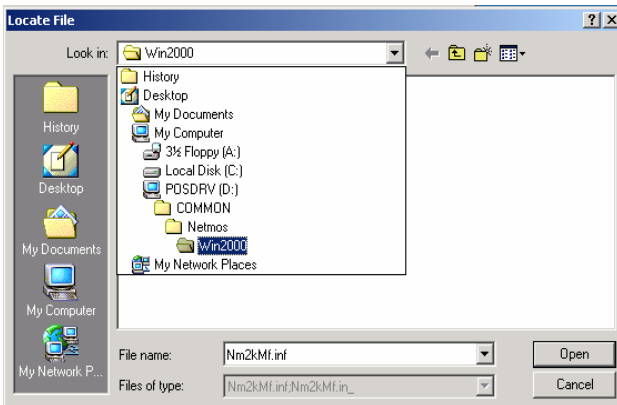 Locate File
Look in: Win2000
History
Desktop
My Documents
My Computer
3½ Floppy (A:)
Local Disk (C:)
POSDRV (D:)
COMMON
Netmos
Win2000
My Network Places
History
Desktop
My Documents
My Computer
My Network P...
File name: Nm2kMf.inf Open
Files of type: Nm2kMf.inf;Nm2kMf.in_ Cancel